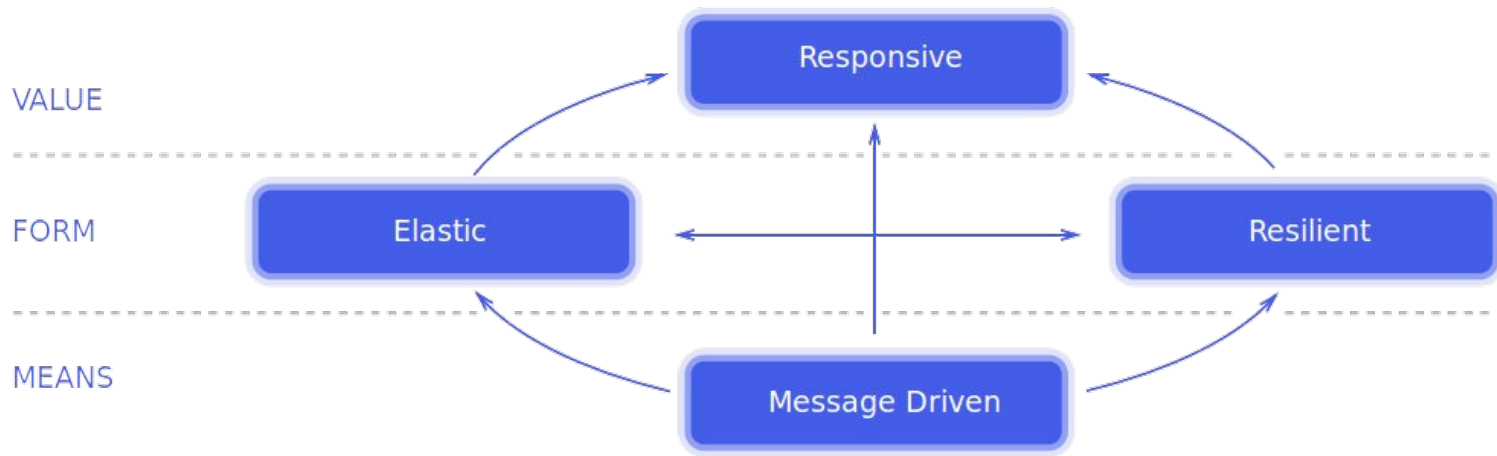 Responsive
VALUE
FORM
Elastic
Resilient
MEANS
Message Driven